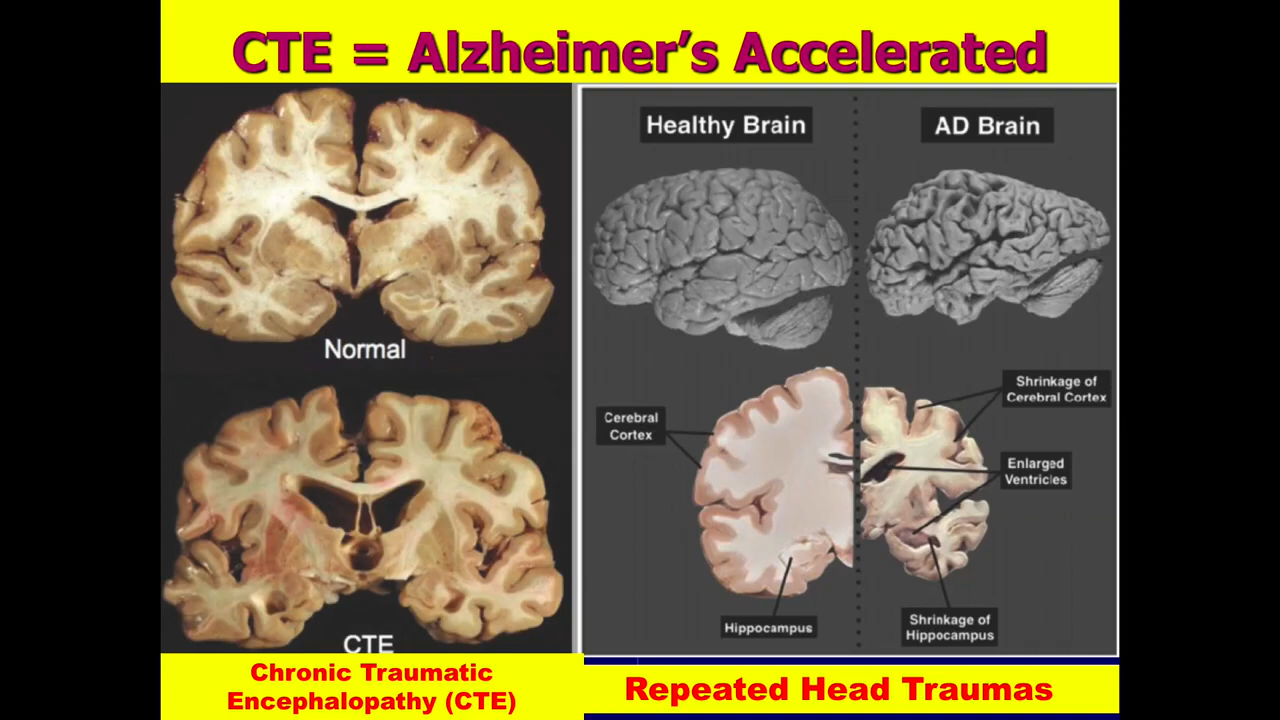 CTE = Alzheimer's Accelerated
Normal
CTE
Chronic Traumatic
Encephalopathy (CTE)
Healthy Brain
AD Brain
Cerebral
Cortex
Shrinkage of
Cerebral Cortex
Enlarged
Ventricles
Hippocampus
Shrinkage of
Hippocampus
Repeated Head Traumas